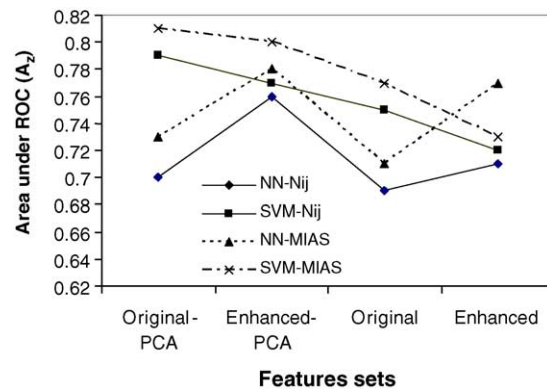 Area under ROC (Az)
0.82
0.8
0.78
0.76
0.74
0.72
0.7
0.68
0.66
0.64
0.62
NN-Nij
SVM-Nij
NN-MIAS
SVM-MIAS
Original-
PCA
Enhanced-
PCA
Original
Enhanced
Features sets